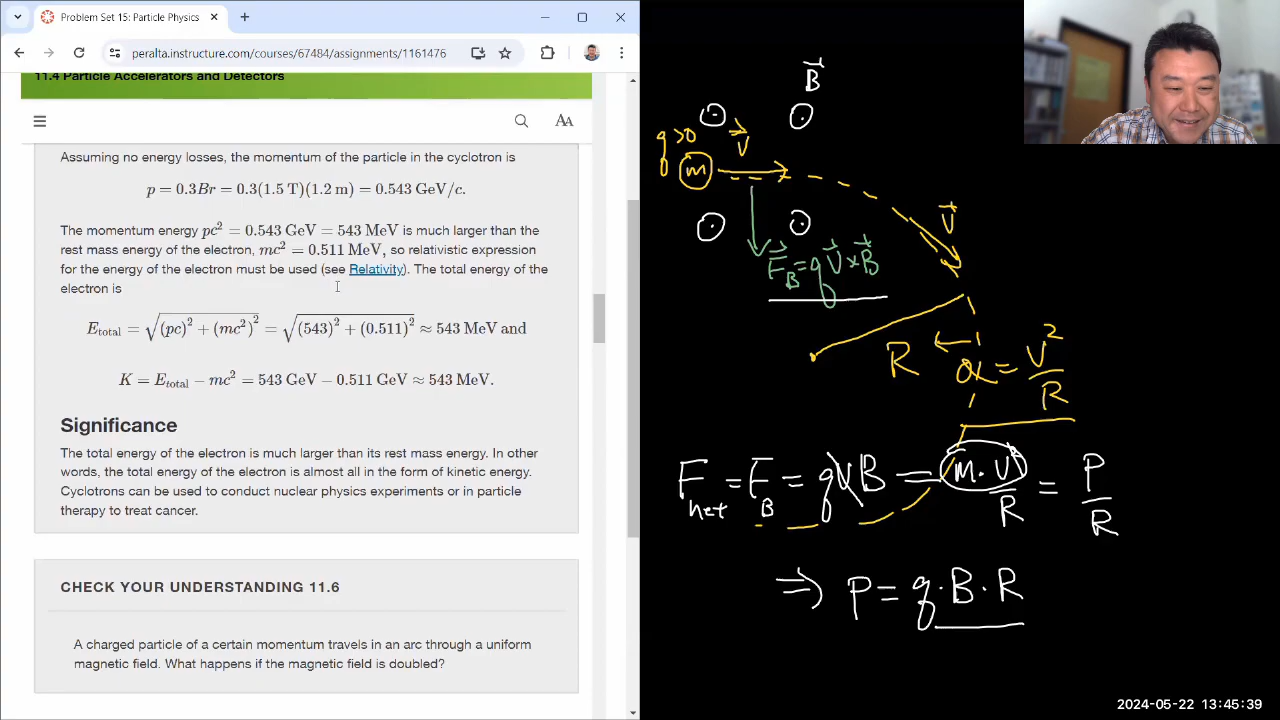 Problem Set 15: Particle Physics
peralta.instructure.com/courses/67484/assignments/1161476
11.4 Particle Accelerators and Detectors
AA
Assuming no energy losses, the momentum of the particle in the cyclotron is
p = 0.3Br = 0.3(1.5 T)(1.2 m) = 0.543 GeV/c.
The momentum energy pc² = 0.543 GeV = 543 MeV is much larger than the
rest mass energy of the electron, mc² = 0.511 MeV, so relativistic expression
for the energy of the electron must be used (see Relativity). The total energy of the
electron is
E_total = √((pc)² + (mc²)²) = √((543)² + (0.511)²) ≈ 543 MeV and
K = E_total − mc² = 543 GeV − 0.511 GeV ≈ 543 MeV.
Significance
The total energy of the electron is much larger than its rest mass energy. In other
words, the total energy of the electron is almost all in the form of kinetic energy.
Cyclotrons can be used to conduct nuclear physics experiments or in particle
therapy to treat cancer.
CHECK YOUR UNDERSTANDING 11.6
A charged particle of a certain momentum travels in an arc through a uniform
magnetic field. What happens if the magnetic field is doubled?
B⃗
q>0
v⃗
m
v⃗
F⃗_B = q v⃗ × B⃗
R
a = v²/R
F_net = F_B = qvB = m·v/R = P/R
⇒ P = q·B·R
2024-05-22 13:45:39